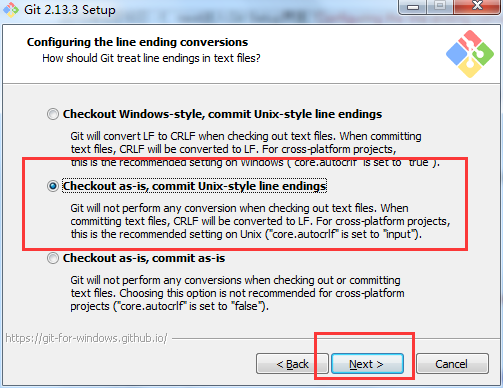 Git 2.13.3 Setup
Configuring the line ending conversions
How should Git treat line endings in text files?
Checkout Windows-style, commit Unix-style line endings
Git will convert LF to CRLF when checking out text files. When committing
text files, CRLF will be converted to LF. For cross-platform projects,
this is the recommended setting on Windows ("core.autocrlf" is set to "true").
Checkout as-is, commit Unix-style line endings
Git will not perform any conversion when checking out text files. When
committing text files, CRLF will be converted to LF. For cross-platform projects,
this is the recommended setting on Unix ("core.autocrlf" is set to "input").
Checkout as-is, commit as-is
Git will not perform any conversions when checking out or committing
text files. Choosing this option is not recommended for cross-platform
projects ("core.autocrlf" is set to "false").
https://git-for-windows.github.io/
< Back
Next >
Cancel